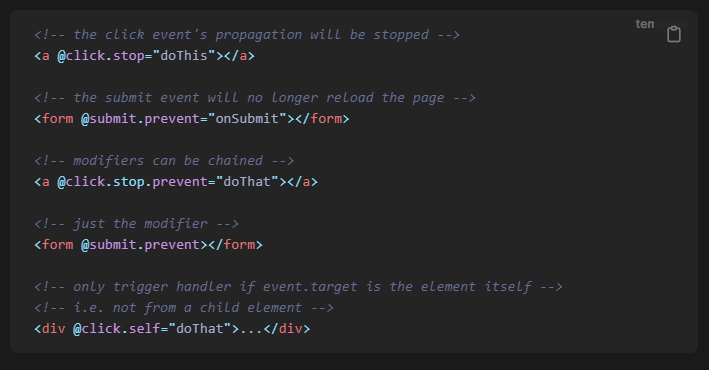 tem
<!-- the click event's propagation will be stopped -->
<a @click.stop="doThis"></a>
<!-- the submit event will no longer reload the page -->
<form @submit.prevent="onSubmit"></form>
<!-- modifiers can be chained -->
<a @click.stop.prevent="doThat"></a>
<!-- just the modifier -->
<form @submit.prevent></form>
<!-- only trigger handler if event.target is the element itself -->
<!-- i.e. not from a child element -->
<div @click.self="doThat">...</div>